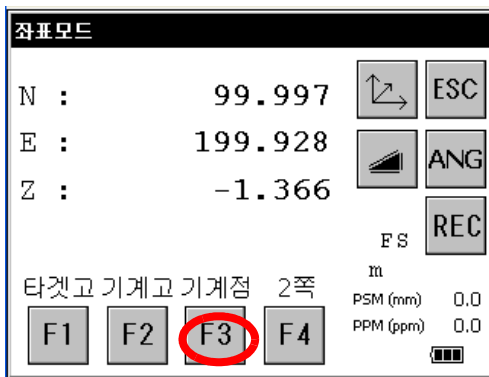 좌표모드
N : 99.997
ESC
E : 199.928
ANG
Z : -1.366
REC
FS
m
타겟고 기계고 기계점 2쪽
PSM (mm) 0.0
F1 F2 F3 F4
PPM (ppm) 0.0